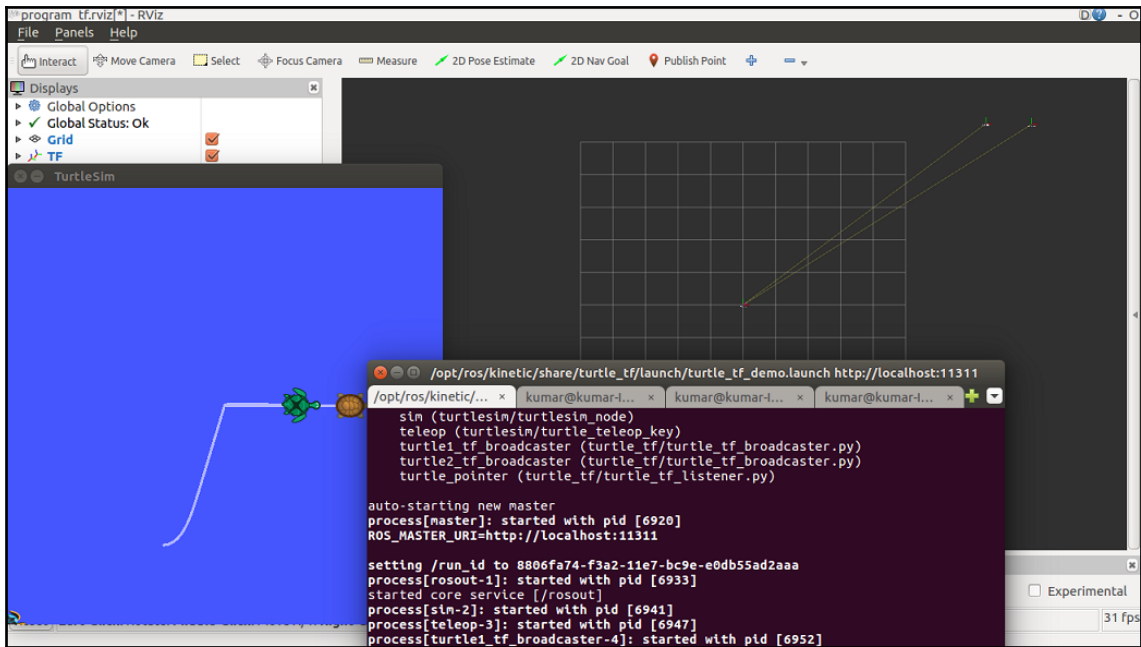 program_tf.rviz[*] - RViz
File Panels Help
Interact Move Camera Select Focus Camera Measure 2D Pose Estimate 2D Nav Goal Publish Point
Displays
Global Options
Global Status: Ok
Grid
TF
TurtleSim
/opt/ros/kinetic/share/turtle_tf/launch/turtle_tf_demo.launch http://localhost:11311
/opt/ros/kinetic/... × kumar@kumar-I... × kumar@kumar-I... × kumar@kumar-I... ×
sim (turtlesim/turtlesim_node)
teleop (turtlesim/turtle_teleop_key)
turtle1_tf_broadcaster (turtle_tf/turtle_tf_broadcaster.py)
turtle2_tf_broadcaster (turtle_tf/turtle_tf_broadcaster.py)
turtle_pointer (turtle_tf/turtle_tf_listener.py)
auto-starting new master
process[master]: started with pid [6920]
ROS_MASTER_URI=http://localhost:11311
setting /run_id to 8806fa74-f3a2-11e7-bc9e-e0db55ad2aaa
process[rosout-1]: started with pid [6933]
started core service [/rosout]
process[sim-2]: started with pid [6941]
process[teleop-3]: started with pid [6947]
process[turtle1_tf_broadcaster-4]: started with pid [6952]
Experimental
31 fps